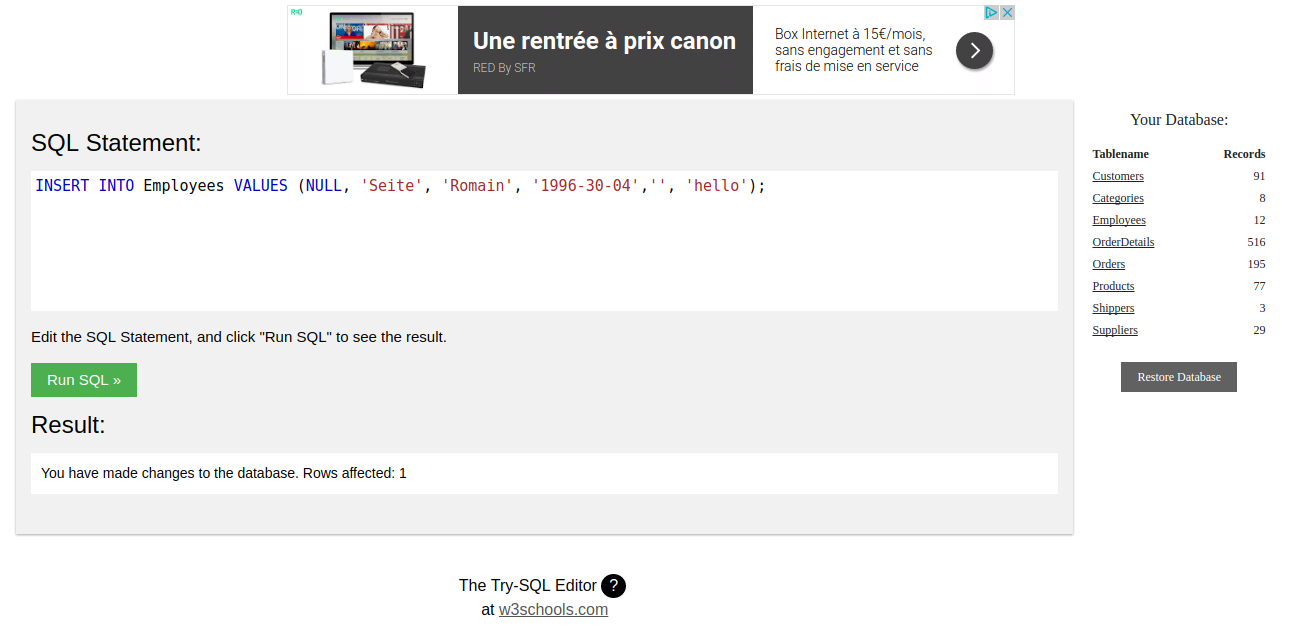 RED
Une rentrée à prix canon
RED By SFR
Box Internet à 15€/mois,
sans engagement et sans
frais de mise en service
SQL Statement:
INSERT INTO Employees VALUES (NULL, 'Seite', 'Romain', '1996-30-04','', 'hello');
Edit the SQL Statement, and click "Run SQL" to see the result.
Run SQL »
Result:
You have made changes to the database. Rows affected: 1
Your Database:
Tablename Records
Customers 91
Categories 8
Employees 12
OrderDetails 516
Orders 195
Products 77
Shippers 3
Suppliers 29
Restore Database
The Try-SQL Editor ?
at w3schools.com